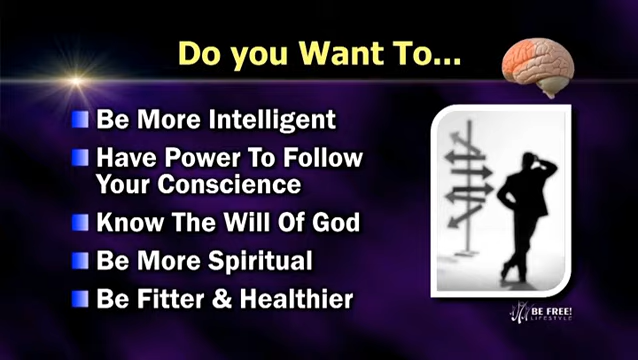 Do you Want To...
Be More Intelligent
Have Power To Follow
Your Conscience
Know The Will Of God
Be More Spiritual
Be Fitter & Healthier
BE FREE!
LIFESTYLE